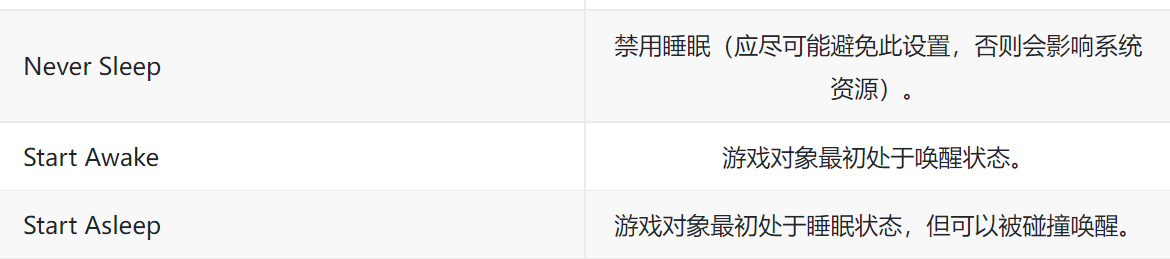 Never Sleep
禁用睡眠（应尽可能避免此设置，否则会影响系统
资源）。
Start Awake
游戏对象最初处于唤醒状态。
Start Asleep
游戏对象最初处于睡眠状态，但可以被碰撞唤醒。